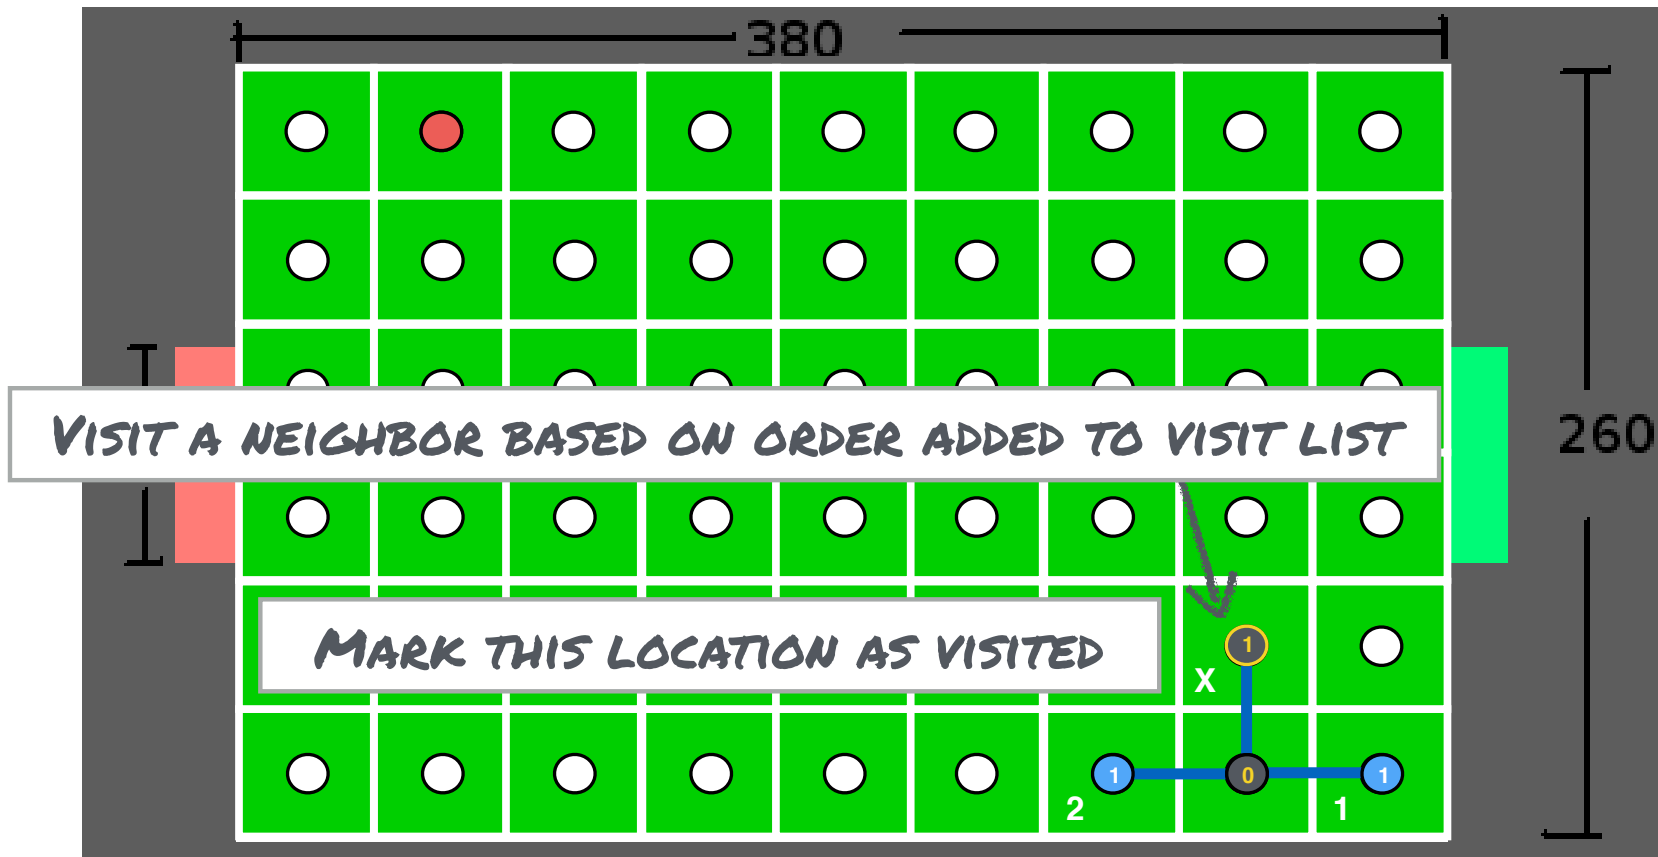 380
VISIT A NEIGHBOR BASED ON ORDER ADDED TO VISIT LIST
260
MARK THIS LOCATION AS VISITED
1
X
1
0
1
2
1